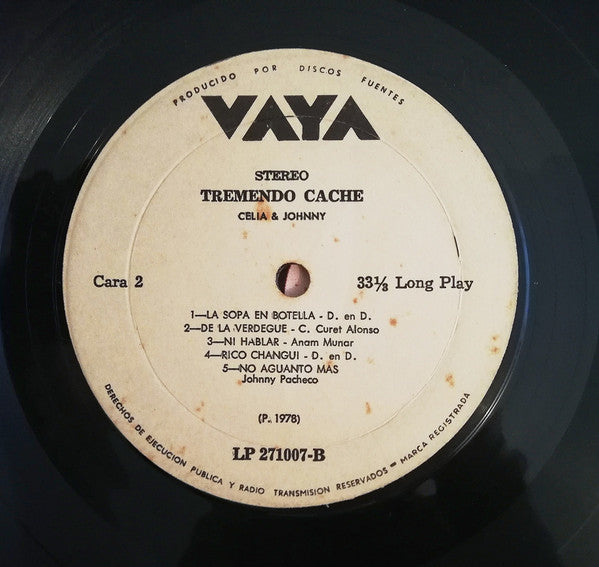 PRODUCIDO POR DISCOS FUENTES
VAYA
STEREO
TREMENDO CACHE
CELIA & JOHNNY
Cara 2
33⅓ Long Play
1—LA SOPA EN BOTELLA - D. en D.
2—DE LA VERDEGUE - C. Curet Alonso
3—NI HABLAR - Anam Munar
4—RICO CHANGUI - D. en D.
5—NO AGUANTO MAS
Johnny Pacheco
(P. 1978)
LP 271007-B
DERECHOS DE EJECUCION PUBLICA Y RADIO TRANSMISION RESERVADOS - MARCA REGISTRADA